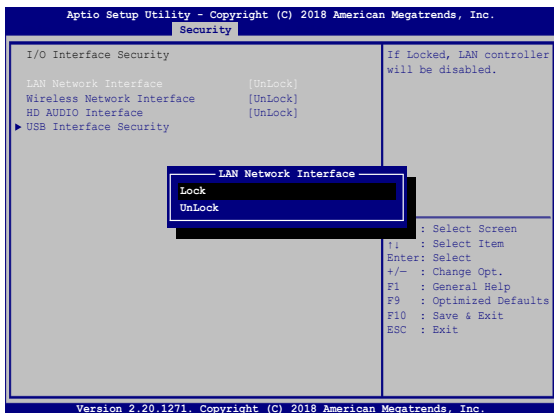 Aptio Setup Utility - Copyright (C) 2018 American Megatrends, Inc.
Security
I/O Interface Security
LAN Network Interface [UnLock]
Wireless Network Interface [UnLock]
HD AUDIO Interface [UnLock]
USB Interface Security
If Locked, LAN controller
will be disabled.
LAN Network Interface
Lock
UnLock
: Select Screen
↑↓ : Select Item
Enter: Select
+/— : Change Opt.
F1 : General Help
F9 : Optimized Defaults
F10 : Save & Exit
ESC : Exit
Version 2.20.1271. Copyright (C) 2018 American Megatrends, Inc.